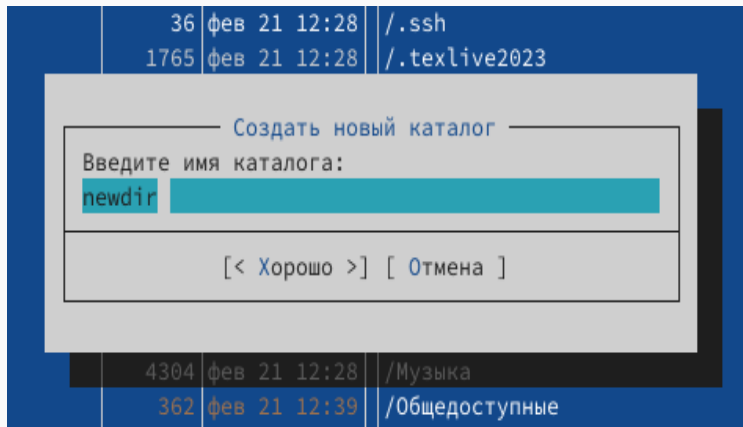 36 фев 21 12:28 /.ssh
1765 фев 21 12:28 /.texlive2023
Создать новый каталог
Введите имя каталога:
newdir
[< Хорошо >] [ Отмена ]
4304 фев 21 12:28 /Музыка
362 фев 21 12:39 /Общедоступные